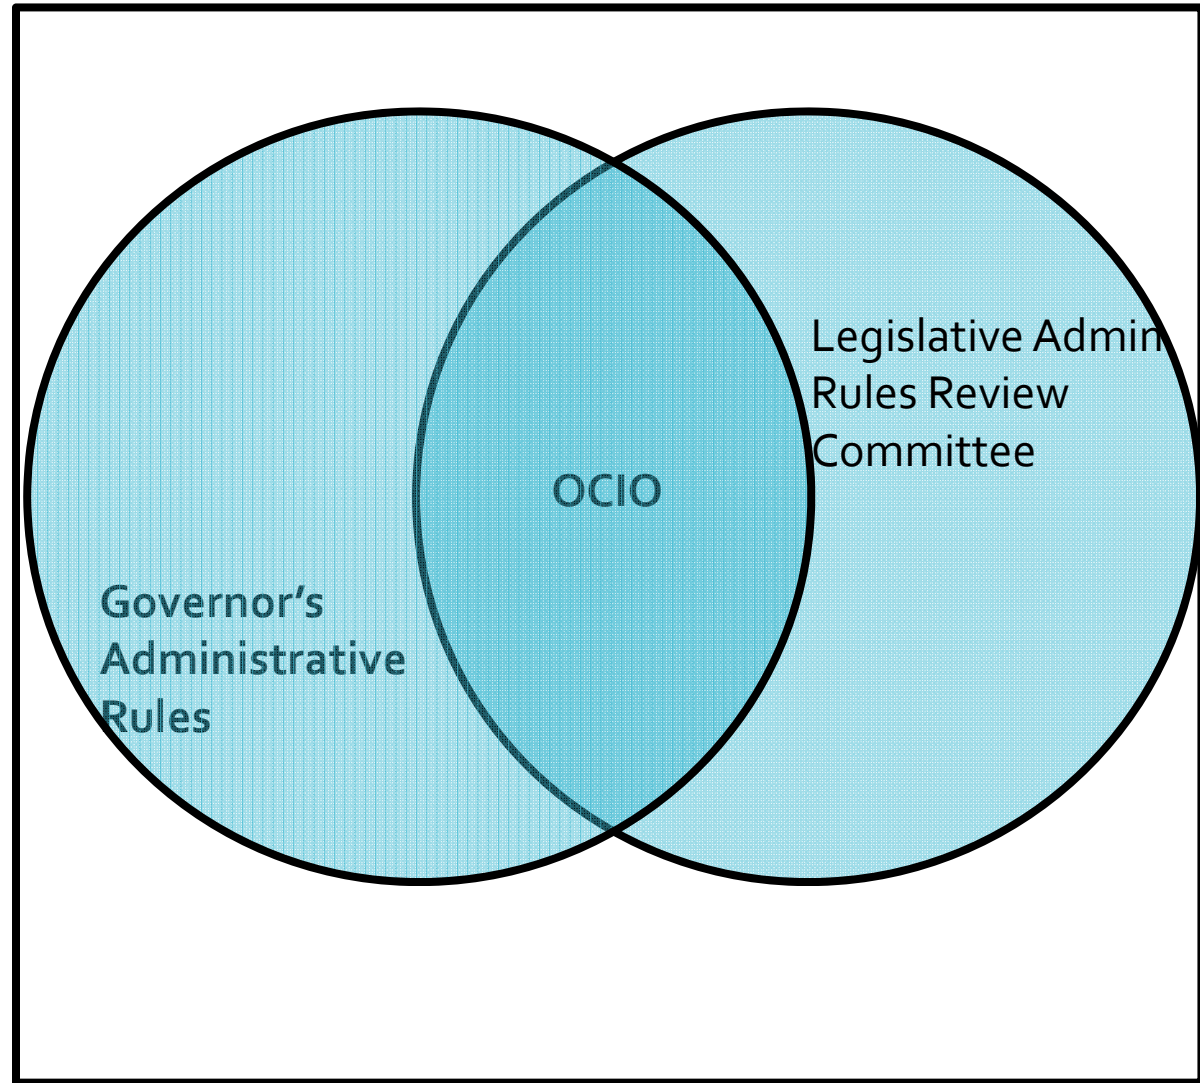 Legislative Admin
Rules Review
Committee
OCIO
Governor’s
Administrative
Rules